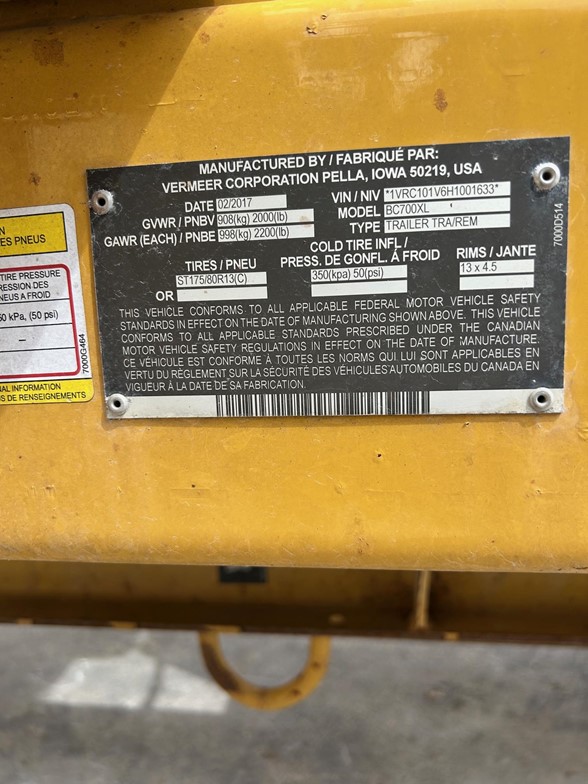 MANUFACTURED BY / FABRIQUÉ PAR:
VERMEER CORPORATION PELLA, IOWA 50219, USA
DATE 02/2017
VIN / NIV *1VRC101V6H1001633*
GVWR / PNBV 908(kg) 2000(lb)
MODEL BC700XL
GAWR (EACH) / PNBE 998(kg) 2200(lb)
TYPE TRAILER TRA/REM
TIRES / PNEU
COLD TIRE INFL /
PRESS. DE GONFL. À FROID
RIMS / JANTE
ST175/80R13(C)
350(kpa) 50(psi)
13 x 4.5
OR
THIS VEHICLE CONFORMS TO ALL APPLICABLE FEDERAL MOTOR VEHICLE SAFETY
STANDARDS IN EFFECT ON THE DATE OF MANUFACTURING SHOWN ABOVE. THIS VEHICLE
CONFORMS TO ALL APPLICABLE STANDARDS PRESCRIBED UNDER THE CANADIAN
MOTOR VEHICLE SAFETY REGULATIONS IN EFFECT ON THE DATE OF MANUFACTURE.
CE VÉHICULE EST CONFORME À TOUTES LES NORMS QUI LUI SONT APPLICABLES EN
VERTU DU RÈGLEMENT SUR LA SÉCURITÉ DES VÉHICULES AUTOMOBILES DU CANADA EN
VIGUEUR À LA DATE DE SA FABRICATION.
7000D514
ES PNEUS
TIRE PRESSURE
RESSION DES
NEUS A FROID
0 kPa, (50 psi)
–
7000G464
NAL INFORMATION
S DE RENSEIGNEMENTS